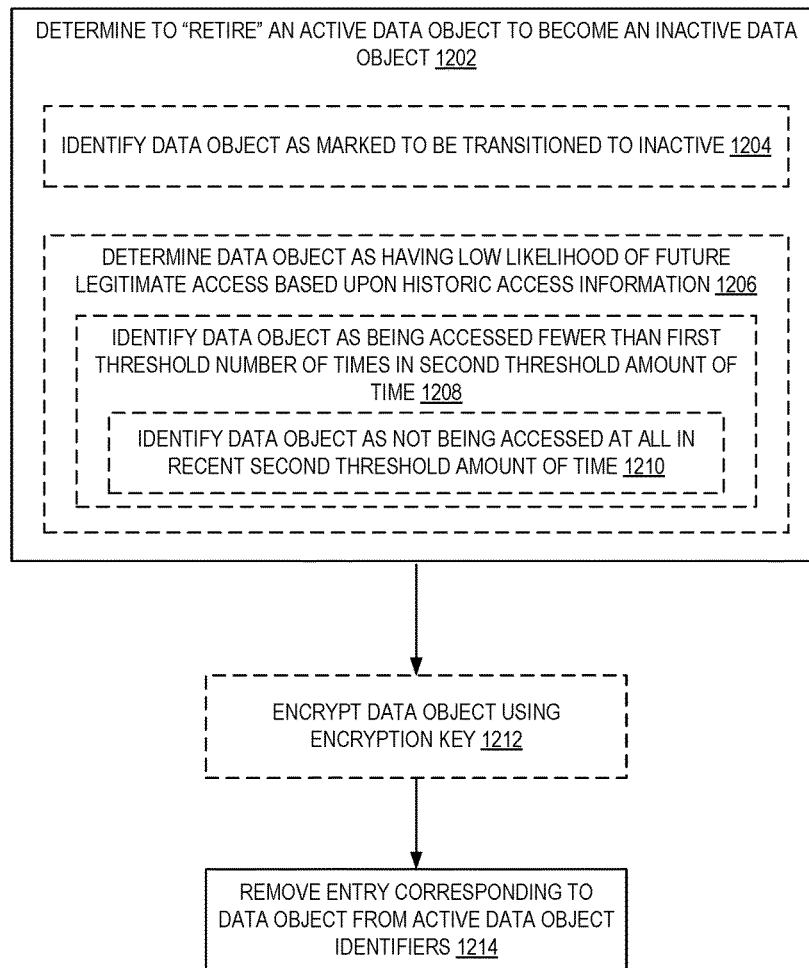 DETERMINE TO “RETIRE” AN ACTIVE DATA OBJECT TO BECOME AN INACTIVE DATA
OBJECT 1202
IDENTIFY DATA OBJECT AS MARKED TO BE TRANSITIONED TO INACTIVE 1204
DETERMINE DATA OBJECT AS HAVING LOW LIKELIHOOD OF FUTURE
LEGITIMATE ACCESS BASED UPON HISTORIC ACCESS INFORMATION 1206
IDENTIFY DATA OBJECT AS BEING ACCESSED FEWER THAN FIRST
THRESHOLD NUMBER OF TIMES IN SECOND THRESHOLD AMOUNT OF
TIME 1208
IDENTIFY DATA OBJECT AS NOT BEING ACCESSED AT ALL IN
RECENT SECOND THRESHOLD AMOUNT OF TIME 1210
ENCRYPT DATA OBJECT USING
ENCRYPTION KEY 1212
REMOVE ENTRY CORRESPONDING TO
DATA OBJECT FROM ACTIVE DATA OBJECT
IDENTIFIERS 1214